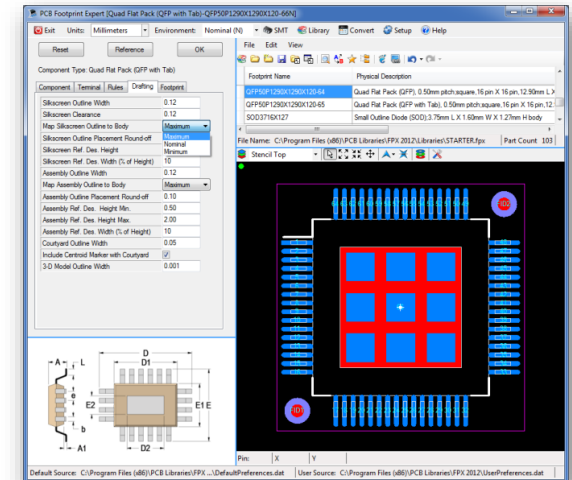 PCB Footprint Expert [Quad Flat Pack (QFP with Tab)-QFP50P1290X1290X120-66N]
Exit Units: Millimeters Environment: Nominal (N) SMT Library Convert Setup Help
Reset Reference OK
Component Type: Quad Flat Pack (QFP with Tab)
Component Terminal Rules Drafting Footprint
Silkscreen Outline Width 0.12
Silkscreen Clearance 0.12
Map Silkscreen Outline to Body Maximum
Silkscreen Outline Placement Round-off Maximum
Nominal
Silkscreen Ref. Des. Height Minimum
Silkscreen Ref. Des. Width (% of Height) 10
Assembly Outline Width 0.12
Map Assembly Outline to Body Maximum
Assembly Outline Placement Round-off 0.10
Assembly Ref. Des. Height Min. 0.50
Assembly Ref. Des. Height Max. 2.00
Assembly Ref. Des. Width (% of Height) 10
Courtyard Outline Width 0.05
Include Centroid Marker with Courtyard
3-D Model Outline Width 0.001
File Edit View
Footprint Name Physical Description
QFP50P1290X1290X120-64 Quad Flat Pack (QFP), 0.50mm pitch;square,16 pin X 16 pin,12.90mm L X
QFP50P1290X1290X120-65 Quad Flat Pack (QFP with Tab), 0.50mm pitch;square,16 pin X 16 pin,12.
SOD3716X127 Small Outline Diode (SOD);3.75mm L X 1.60mm W X 1.27mm H body
File Name: C:\Program Files (x86)\PCB Libraries\FPX 2012\Libraries\STARTER.fpx Part Count 103
Stencil Top
FID2
FID1
A L D
D1
e
E2 E1 E
b
A1 D2
Pin: X Y
Default Source: C:\Program Files (x86)\PCB Libraries\FPX ...\DefaultPreferences.dat User Source: C:\Program Files (x86)\PCB Libraries\FPX 2012\UserPreferences.dat